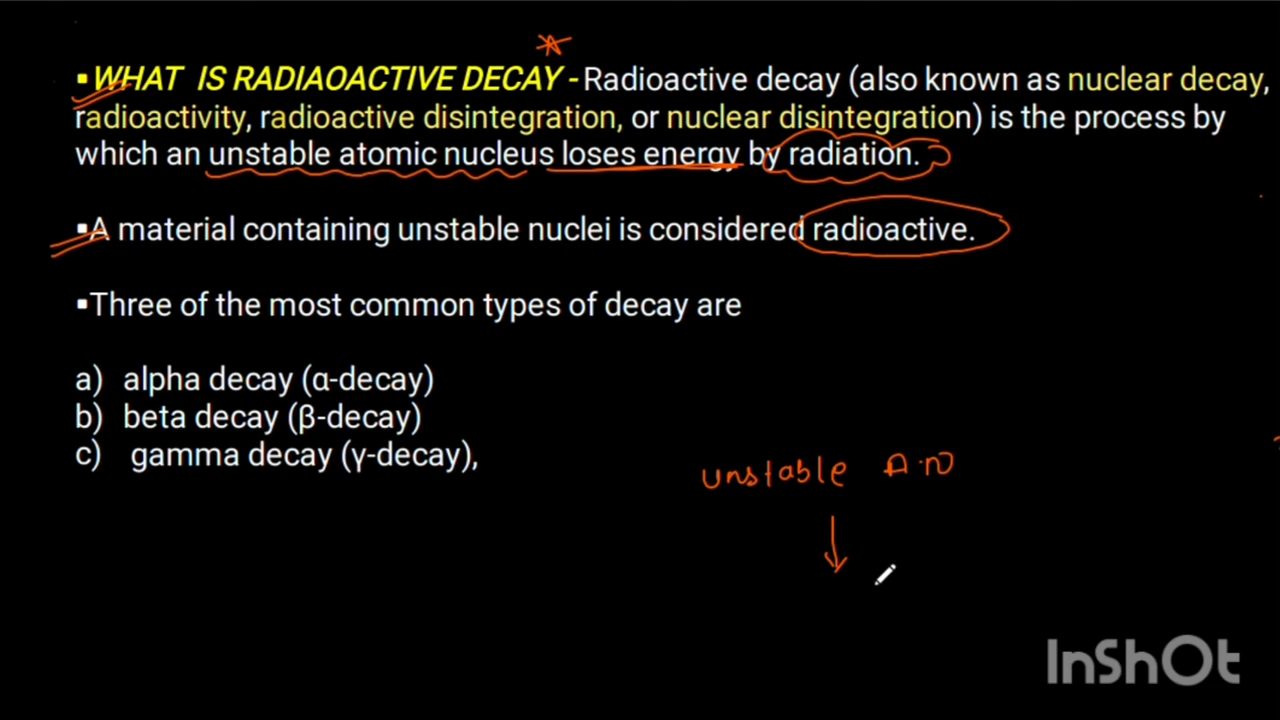 ▪WHAT IS RADIAOACTIVE DECAY - Radioactive decay (also known as nuclear decay,
radioactivity, radioactive disintegration, or nuclear disintegration) is the process by
which an unstable atomic nucleus loses energy by radiation.
▪A material containing unstable nuclei is considered radioactive.
▪Three of the most common types of decay are
a) alpha decay (α-decay)
b) beta decay (β-decay)
c) gamma decay (γ-decay),
unstable A.N
InShOt